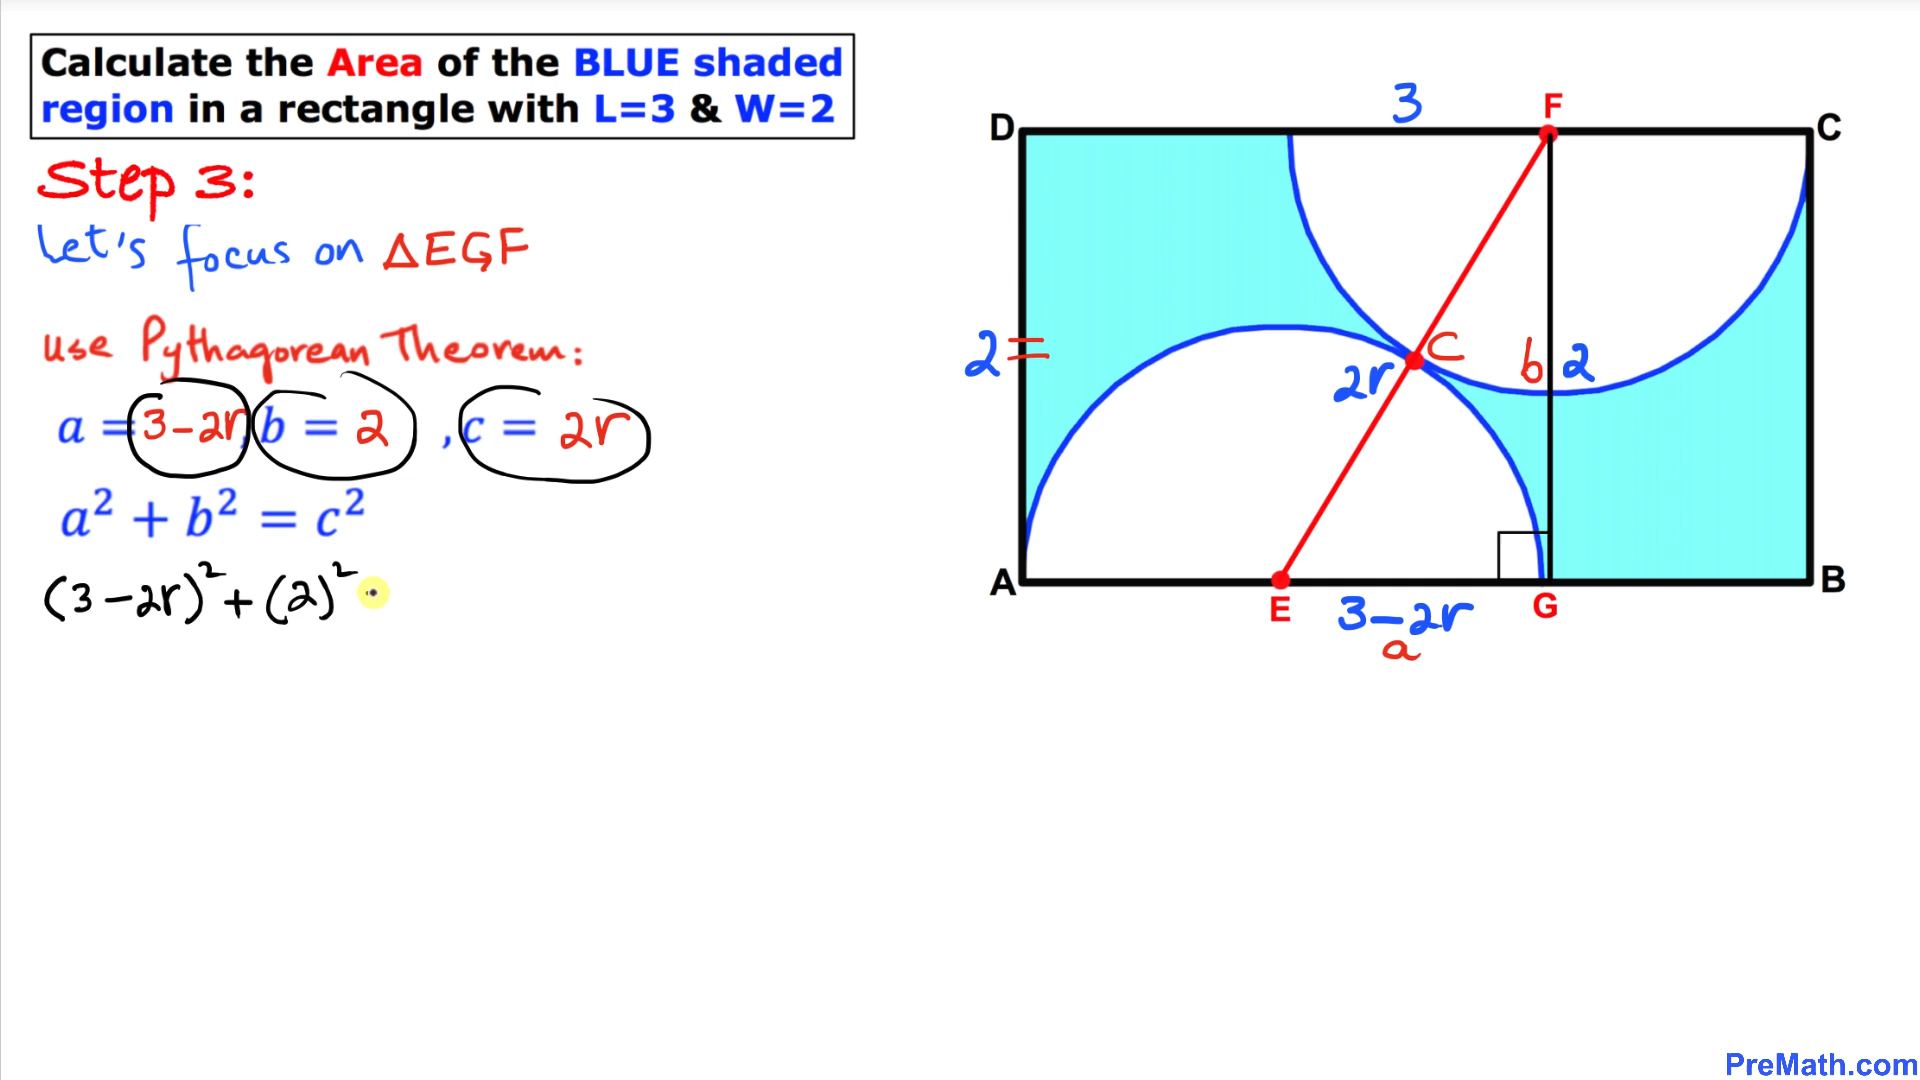 Calculate the Area of the BLUE shaded
region in a rectangle with L=3 & W=2
Step 3:
Let's focus on ΔEGF
use Pythagorean Theorem:
a = 3-2r, b = 2 , c = 2r
a² + b² = c²
(3-2r)² + (2)²
3
D
F
C
2
2r
c
b
2
A
E
G
B
3-2r
a
PreMath.com